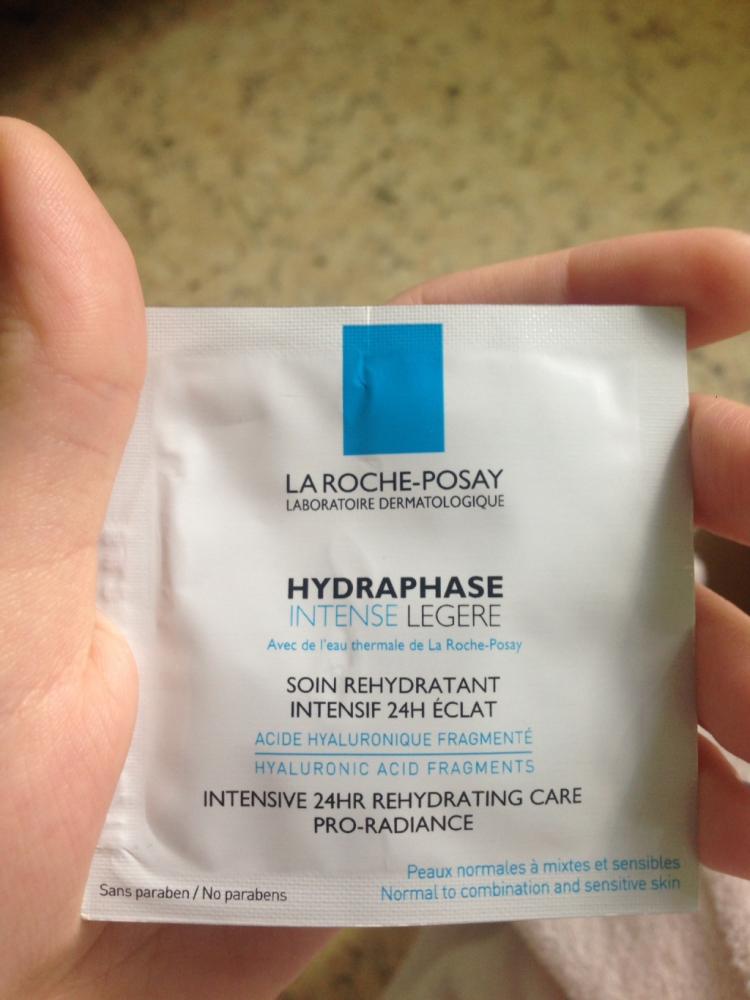 LA ROCHE-POSAY
LABORATOIRE DERMATOLOGIQUE
HYDRAPHASE
INTENSE LEGERE
Avec de l'eau thermale de La Roche-Posay
SOIN REHYDRATANT
INTENSIF 24H ÉCLAT
ACIDE HYALURONIQUE FRAGMENTÉ
HYALURONIC ACID FRAGMENTS
INTENSIVE 24HR REHYDRATING CARE
PRO-RADIANCE
Peaux normales à mixtes et sensibles
Normal to combination and sensitive skin
Sans paraben / No parabens